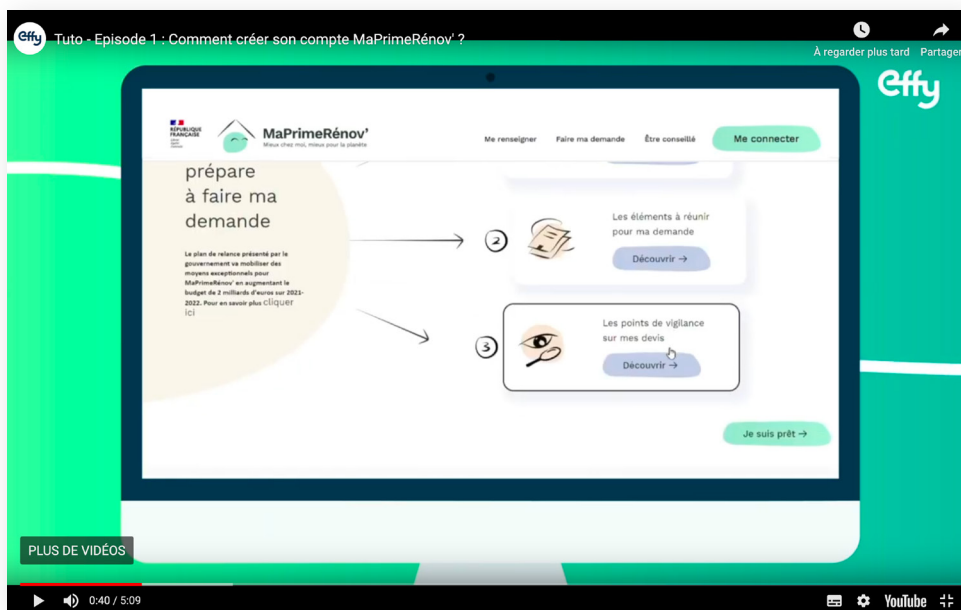 effy
Tuto - Episode 1 : Comment créer son compte MaPrimeRénov' ?
À regarder plus tard
Partager
effy
RÉPUBLIQUE
FRANÇAISE
MaPrimeRénov'
Mieux chez moi, mieux pour la planète
Me renseigner
Faire ma demande
Être conseillé
Me connecter
prépare
à faire ma
demande
Le plan de relance présenté par le
gouvernement va mobiliser des
moyens exceptionnels pour
MaPrimeRénov' en augmentant le
budget de 2 milliards d'euros sur 2021-
2022. Pour en savoir plus cliquer
ici
2
Les éléments à réunir
pour ma demande
Découvrir →
3
Les points de vigilance
sur mes devis
Découvrir →
Je suis prêt →
PLUS DE VIDÉOS
0:40 / 5:09
YouTube